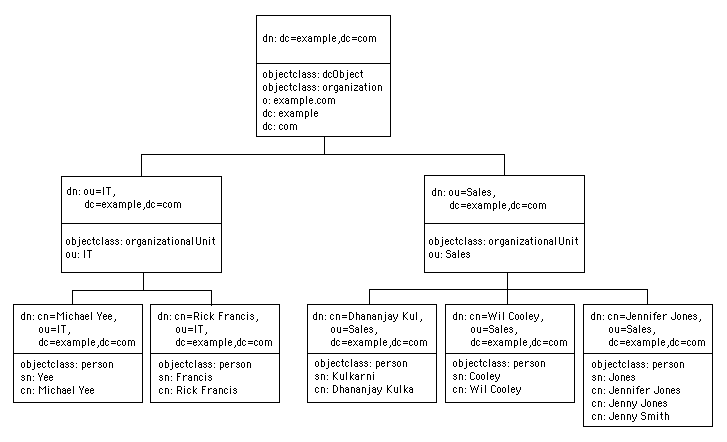 dn: dc=example,dc=com
objectclass: dcObject
objectclass: organization
o: example.com
dc: example
dc: com
dn: ou=IT,
dc=example,dc=com
objectclass: organizationalUnit
ou: IT
dn: ou=Sales,
dc=example,dc=com
objectclass: organizationalUnit
ou: Sales
dn: cn=Michael Yee,
ou=IT,
dc=example,dc=com
objectclass: person
sn: Yee
cn: Michael Yee
dn: cn=Rick Francis,
ou=IT,
dc=example,dc=com
objectclass: person
sn: Francis
cn: Rick Francis
dn: cn=Dhananjay Kul,
ou=Sales,
dc=example,dc=com
objectclass: person
sn: Kulkarni
cn: Dhananjay Kulka
dn: cn=Wil Cooley,
ou=Sales,
dc=example,dc=com
objectclass: person
sn: Cooley
cn: Wil Cooley
dn: cn=Jennifer Jones,
ou=Sales,
dc=example,dc=com
objectclass: person
sn: Jones
cn: Jennifer Jones
cn: Jenny Jones
cn: Jenny Smith